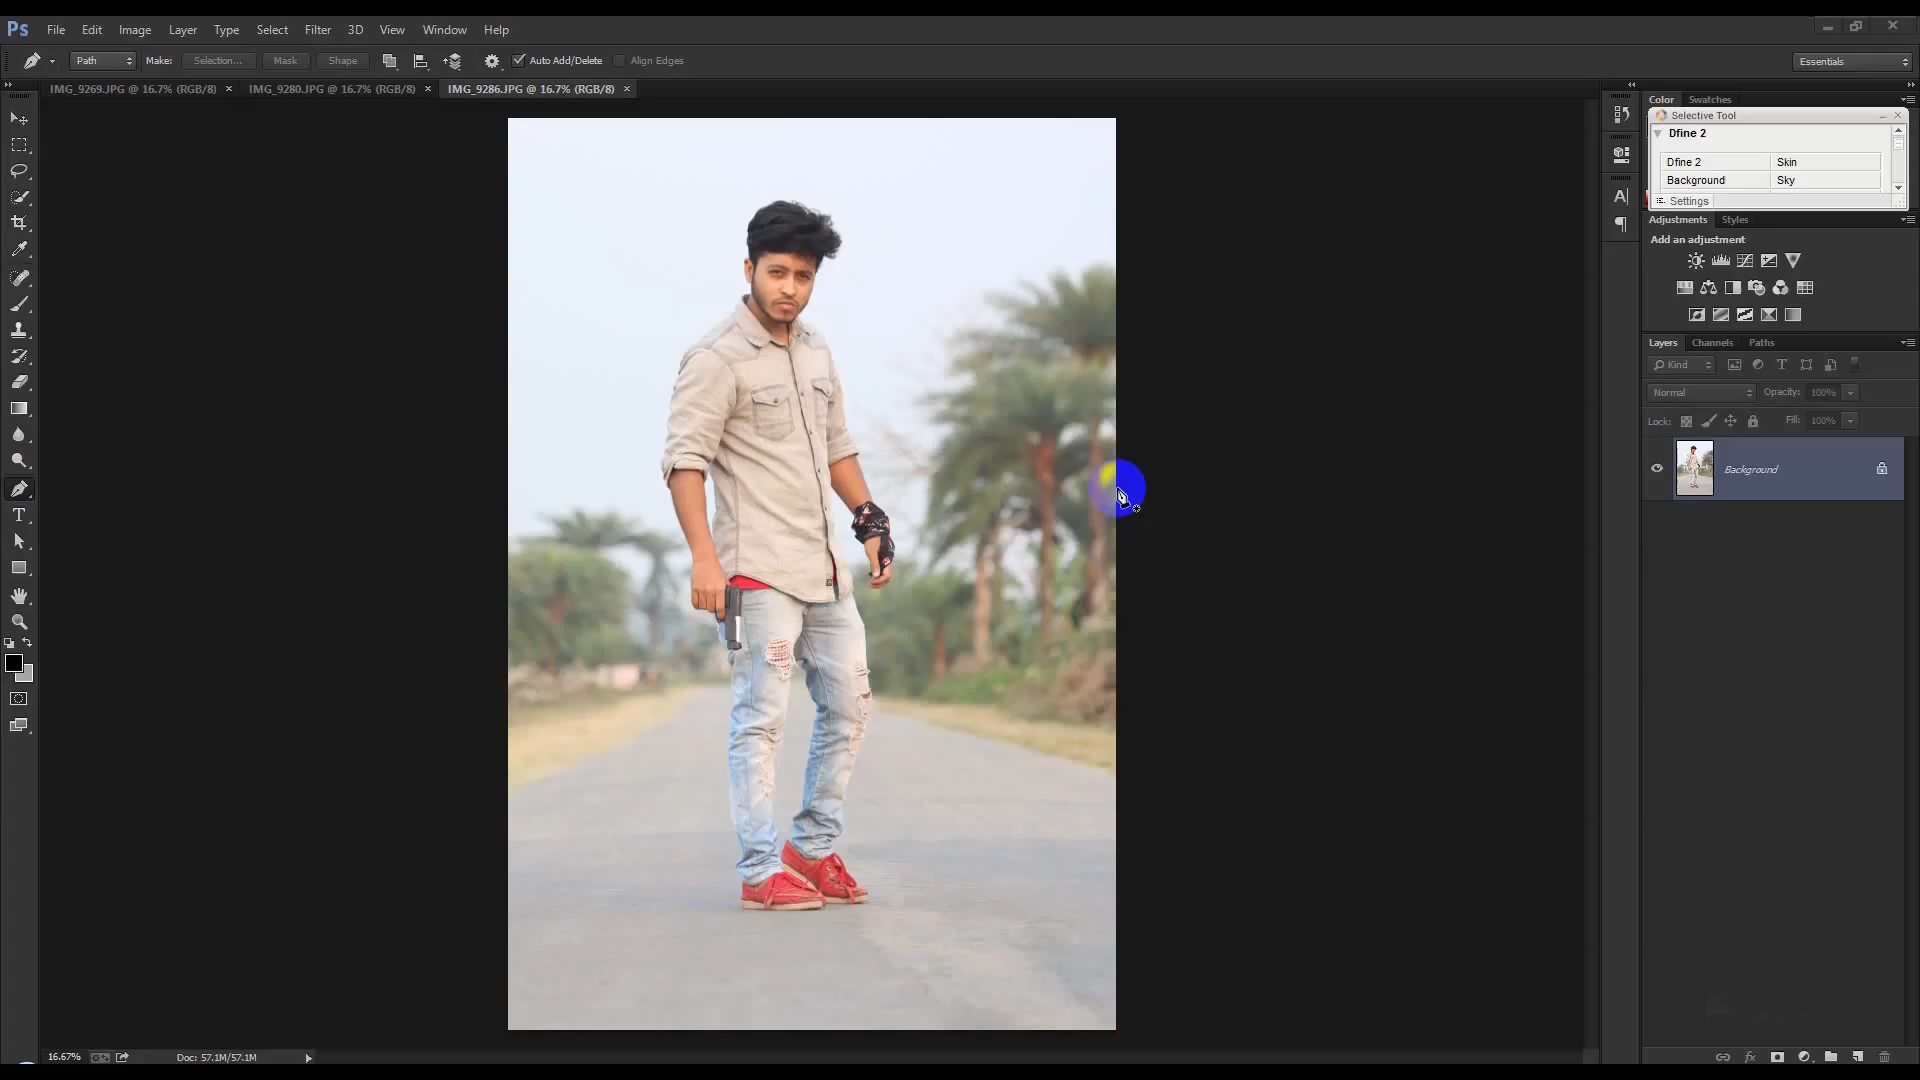 Ps File Edit Image Layer Type Select Filter 3D View Window Help
Path Make: Selection... Mask Shape Auto Add/Delete Align Edges Essentials
IMG_9269.JPG @ 16.7% (RGB/8) × IMG_9280.JPG @ 16.7% (RGB/8) × IMG_9286.JPG @ 16.7% (RGB/8) ×
Color Swatches
Selective Tool
Dfine 2
Dfine 2 Skin
Background Sky
Settings
Adjustments Styles
Add an adjustment
Layers Channels Paths
Kind
Normal Opacity: 100%
Lock: Fill: 100%
Background
16.67% Doc: 57.1M/57.1M